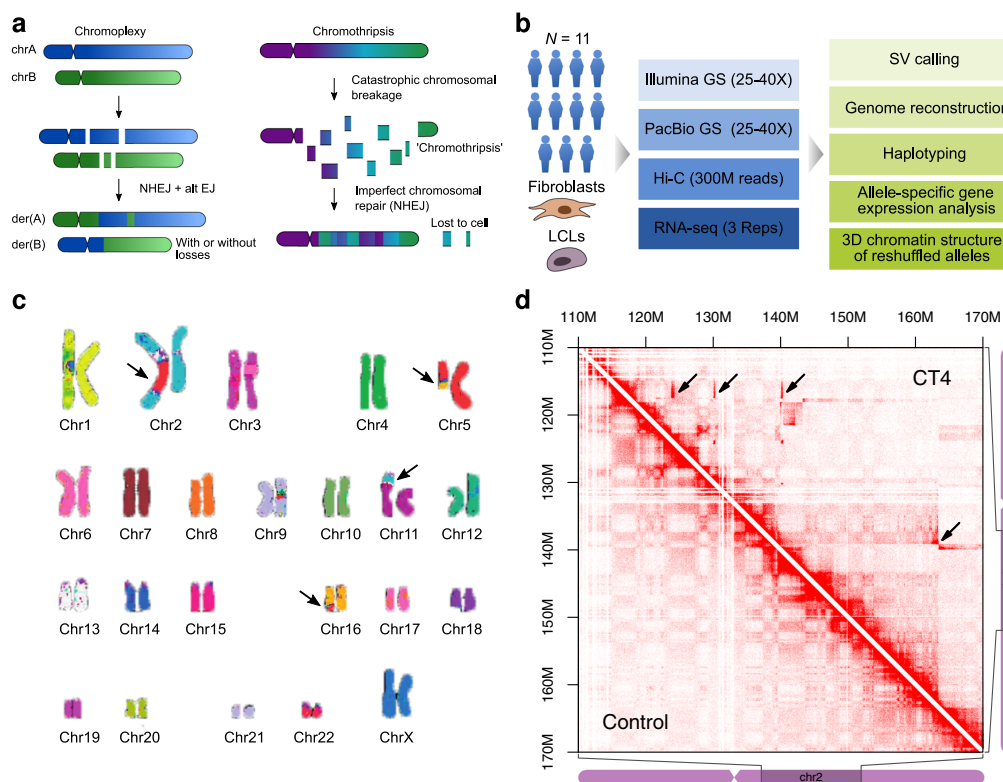 a
Chromoplexy
chrA
chrB
NHEJ + alt EJ
der(A)
der(B)
With or without
losses
Chromothripsis
Catastrophic chromosomal
breakage
'Chromothripsis'
Imperfect chromosomal
repair (NHEJ)
Lost to cell
b
N = 11
Fibroblasts
LCLs
Illumina GS (25-40X)
PacBio GS (25-40X)
Hi-C (300M reads)
RNA-seq (3 Reps)
SV calling
Genome reconstruction
Haplotyping
Allele-specific gene
expression analysis
3D chromatin structure
of reshuffled alleles
c
Chr1 Chr2 Chr3 Chr4 Chr5
Chr6 Chr7 Chr8 Chr9 Chr10 Chr11 Chr12
Chr13 Chr14 Chr15 Chr16 Chr17 Chr18
Chr19 Chr20 Chr21 Chr22 ChrX
d
110M 120M 130M 140M 150M 160M 170M
110M
120M
130M
140M
150M
160M
170M
CT4
Control
chr2